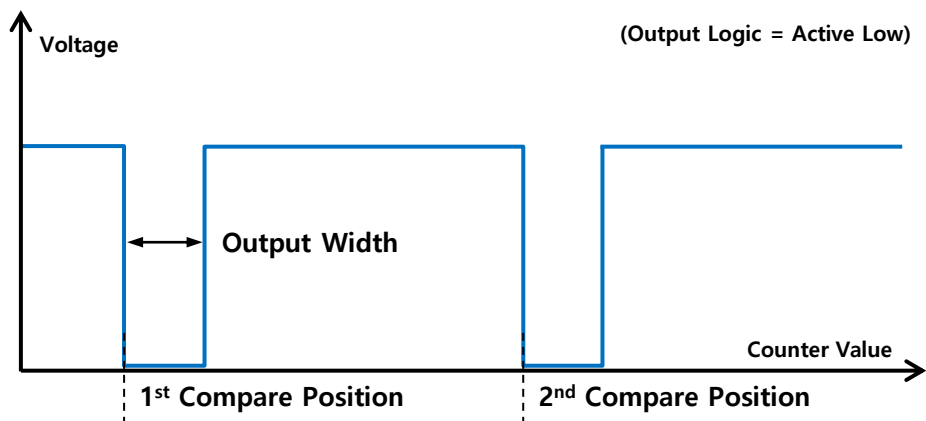 Voltage
(Output Logic = Active Low)
Output Width
Counter Value
1st Compare Position
2nd Compare Position